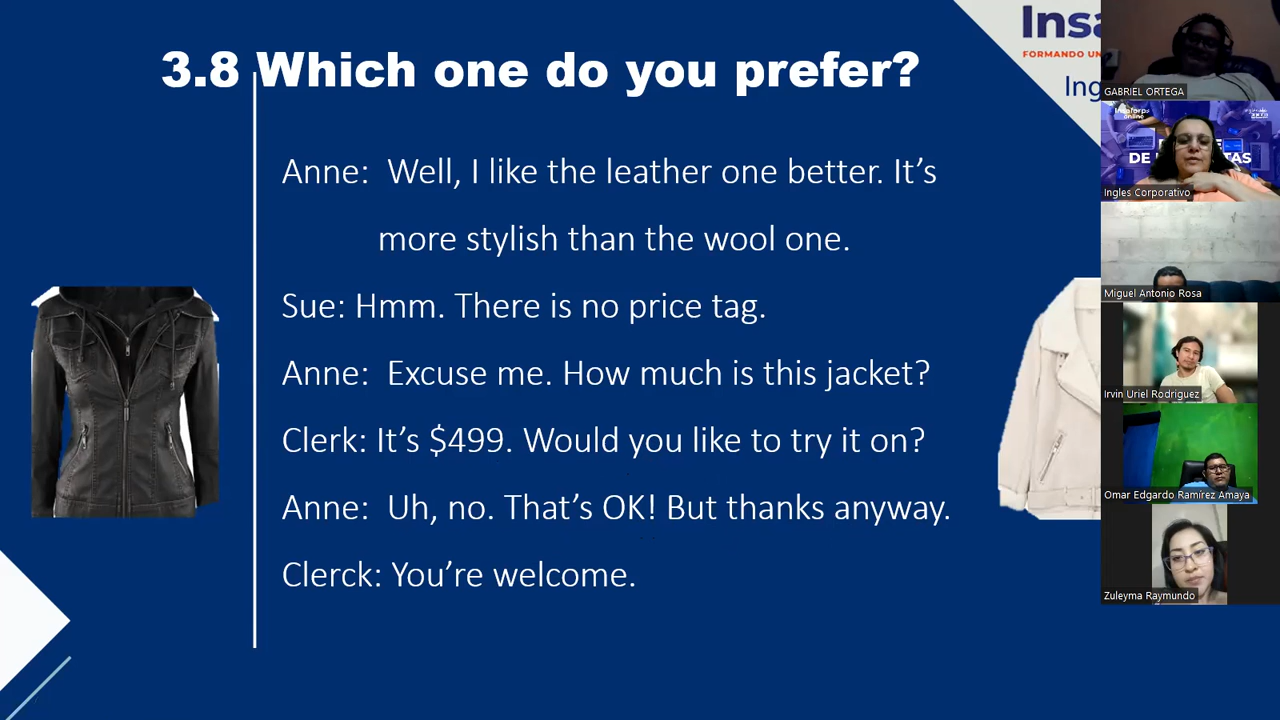 3.8 Which one do you prefer?
Anne: Well, I like the leather one better. It's
more stylish than the wool one.
Sue: Hmm. There is no price tag.
Anne: Excuse me. How much is this jacket?
Clerk: It's $499. Would you like to try it on?
Anne: Uh, no. That's OK! But thanks anyway.
Clerck: You're welcome.
Insa
FORMANDO UN
Ing
GABRIEL ORTEGA
Ingles Corporativo
Miguel Antonio Rosa
Irvin Uriel Rodriguez
Omar Edgardo Ramírez Amaya
Zuleyma Raymundo